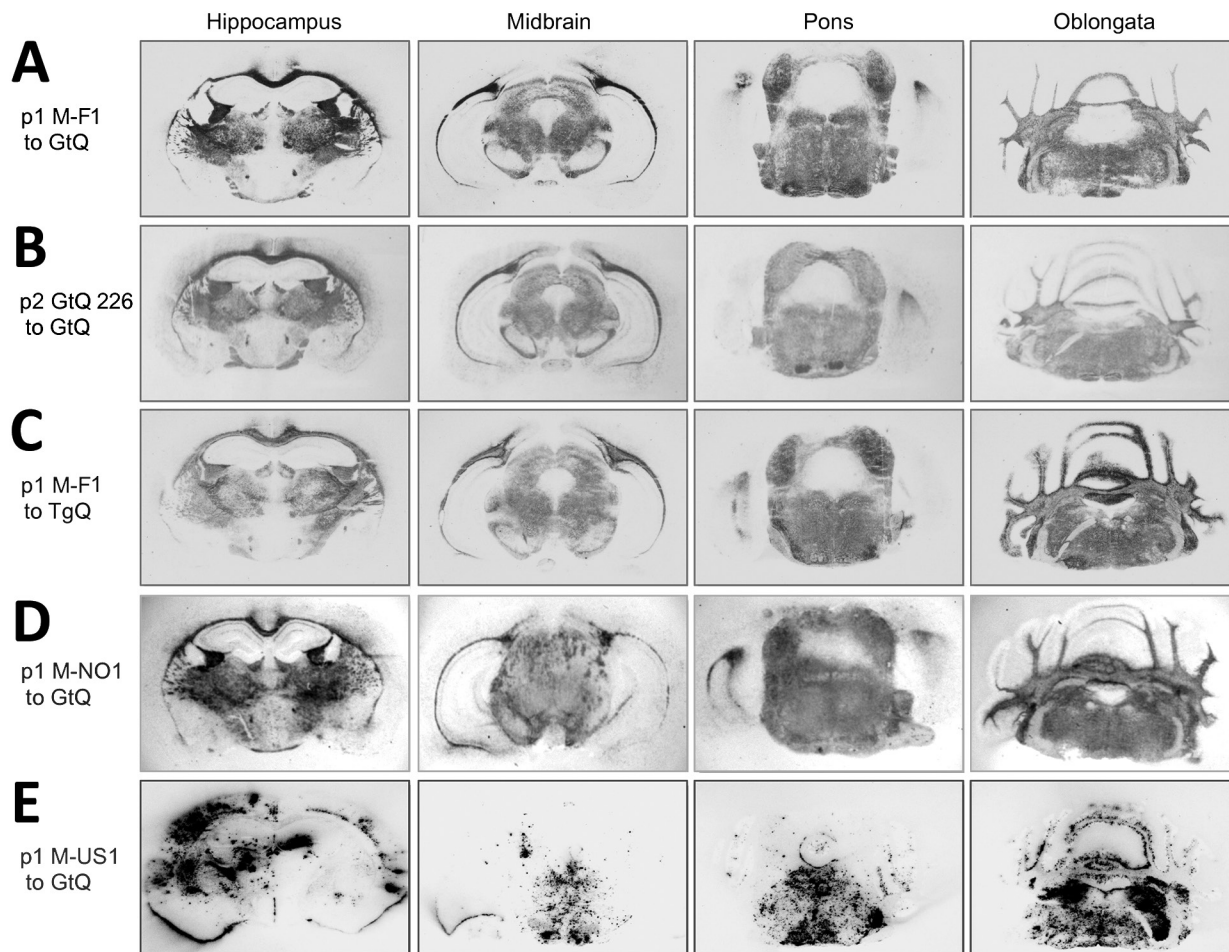 Hippocampus Midbrain Pons Oblongata
A
p1 M-F1
to GtQ
B
p2 GtQ 226
to GtQ
C
p1 M-F1
to TgQ
D
p1 M-NO1
to GtQ
E
p1 M-US1
to GtQ